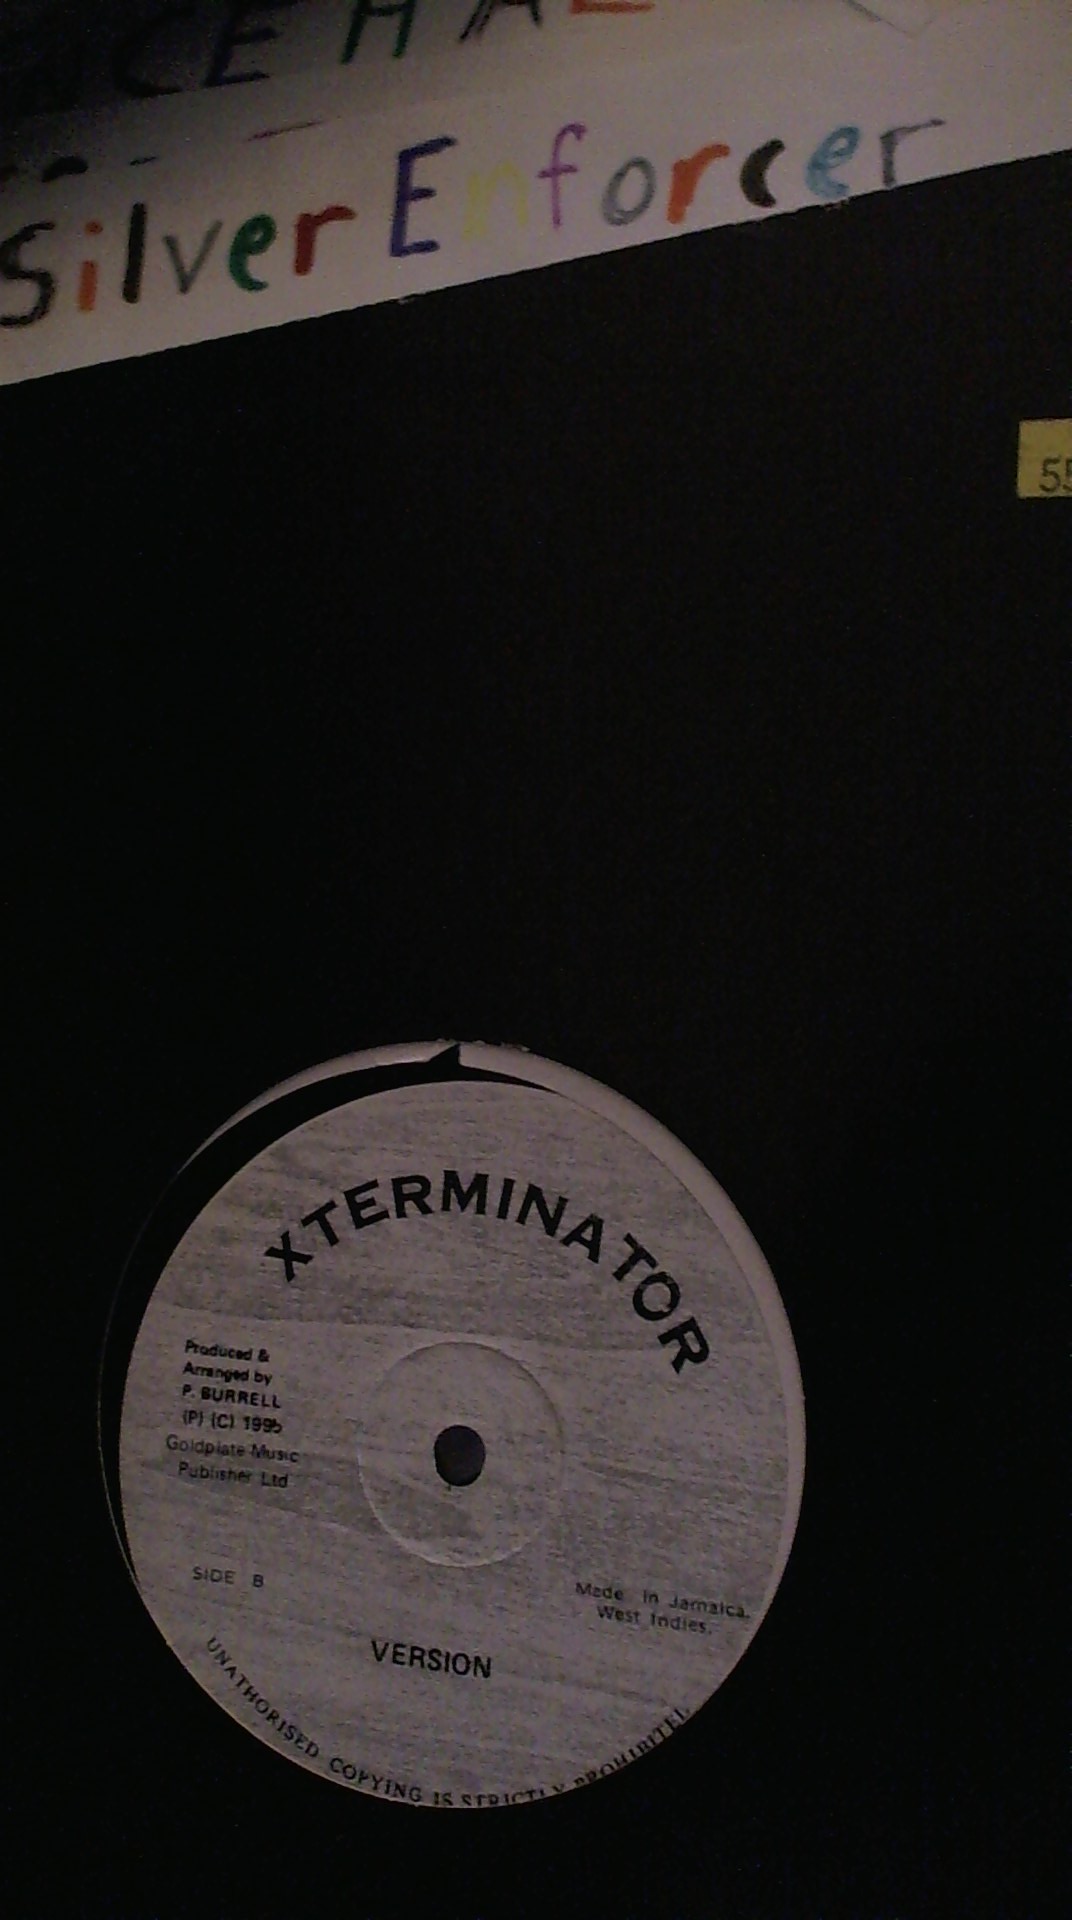 Silver Enforcer
55
XTERMINATOR
Produced &
Arranged by
P. BURRELL
(P) (C) 1995
Goldplate Music
Publisher Ltd
SIDE B
Made in Jamaica.
West Indies.
VERSION
UNATHORISED COPYING IS STRICTLY PROHIBITED